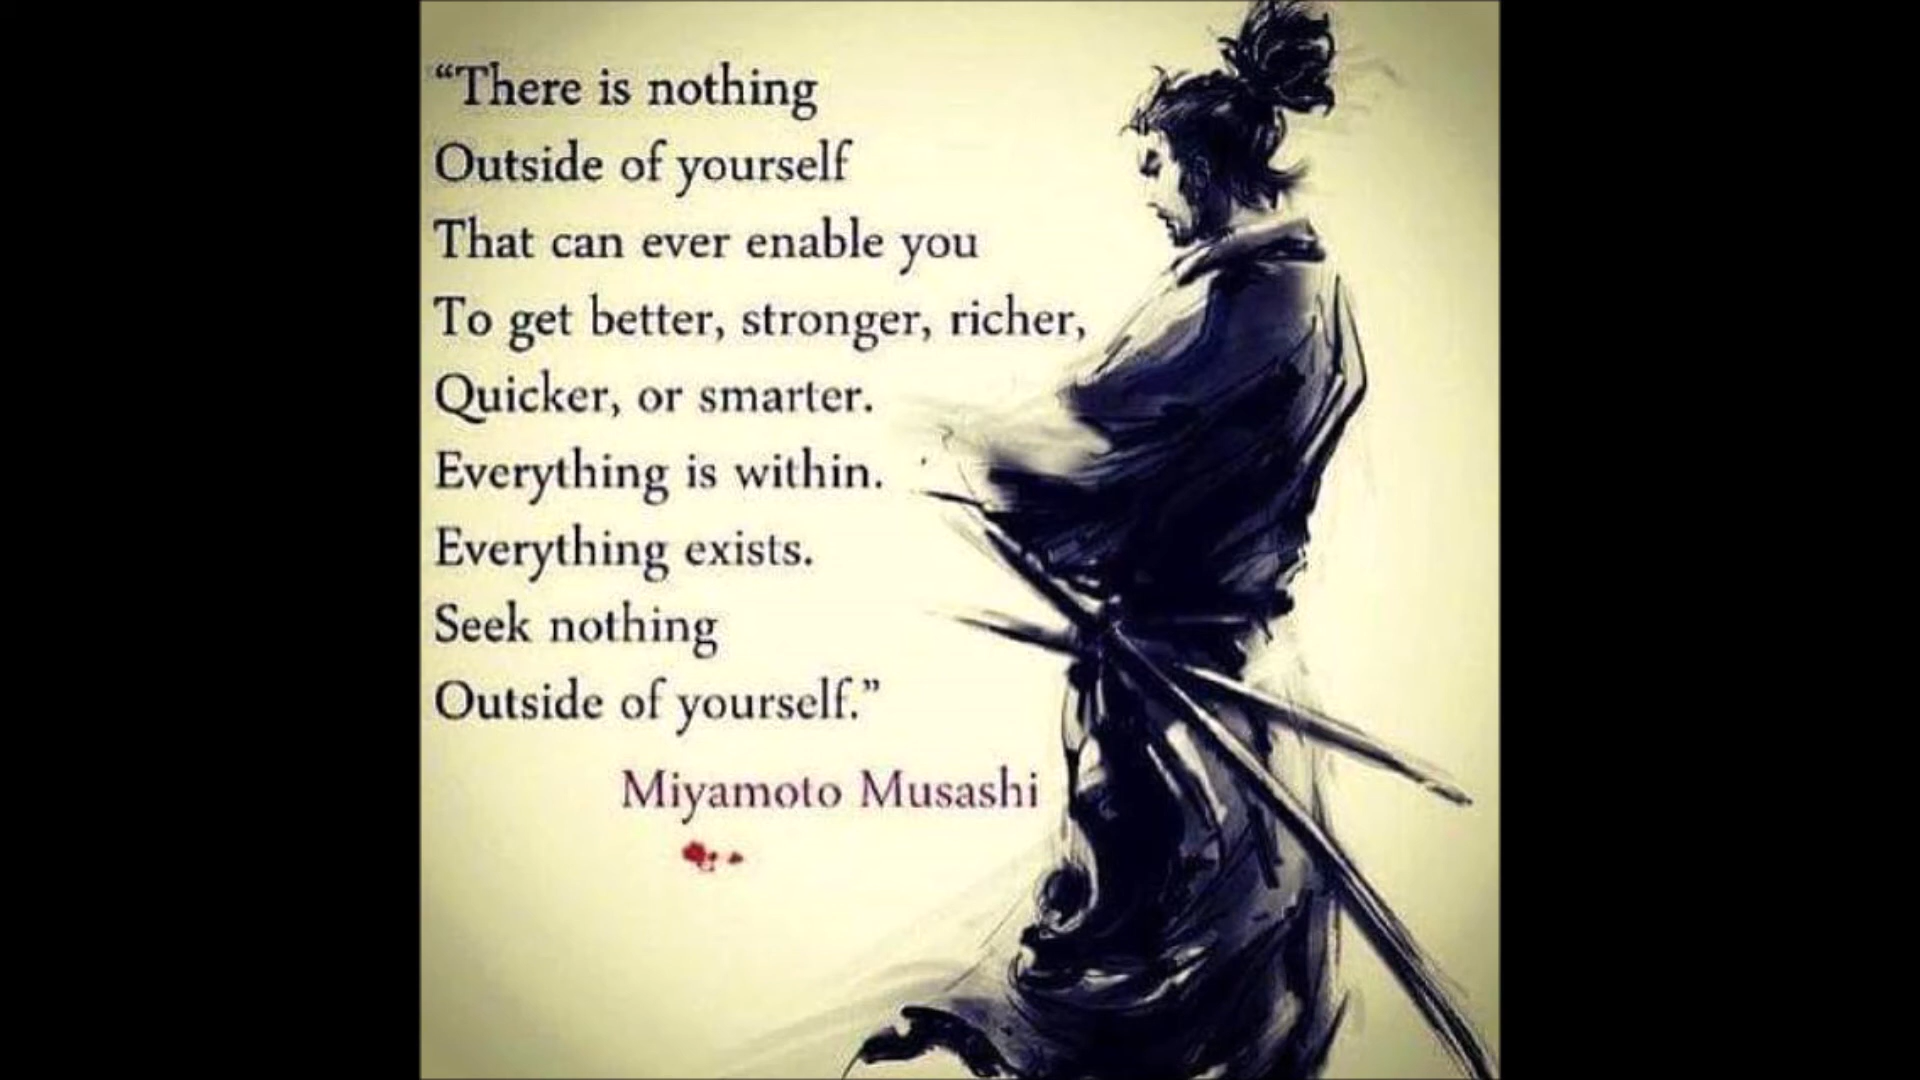 “There is nothing
Outside of yourself
That can ever enable you
To get better, stronger, richer,
Quicker, or smarter.
Everything is within.
Everything exists.
Seek nothing
Outside of yourself.”
Miyamoto Musashi